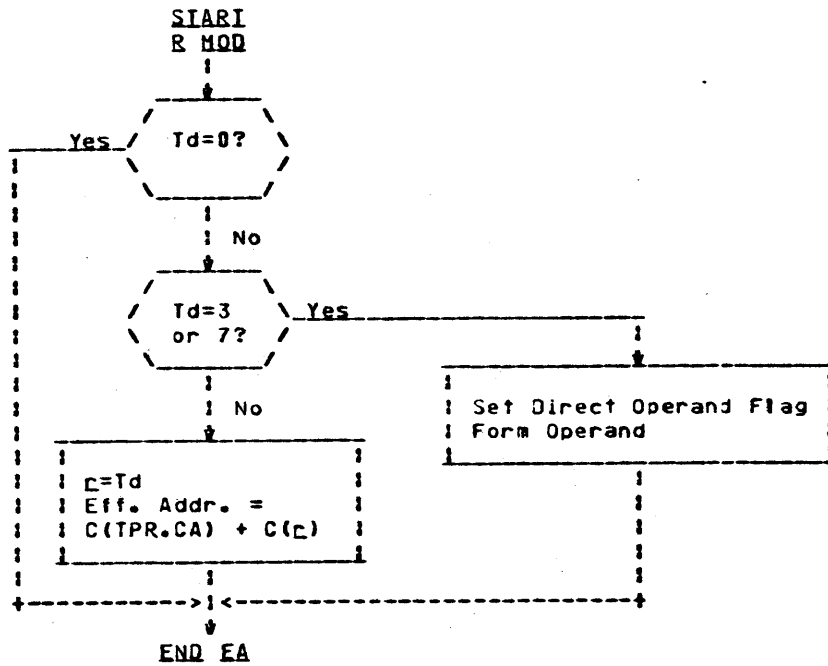 START
R MOD
Yes
Td=0?
No
Td=3
or 7?
Yes
No
Set Direct Operand Flag
Form Operand
r=Td
Eff. Addr. =
C(TPR.CA) + C(r)
END EA